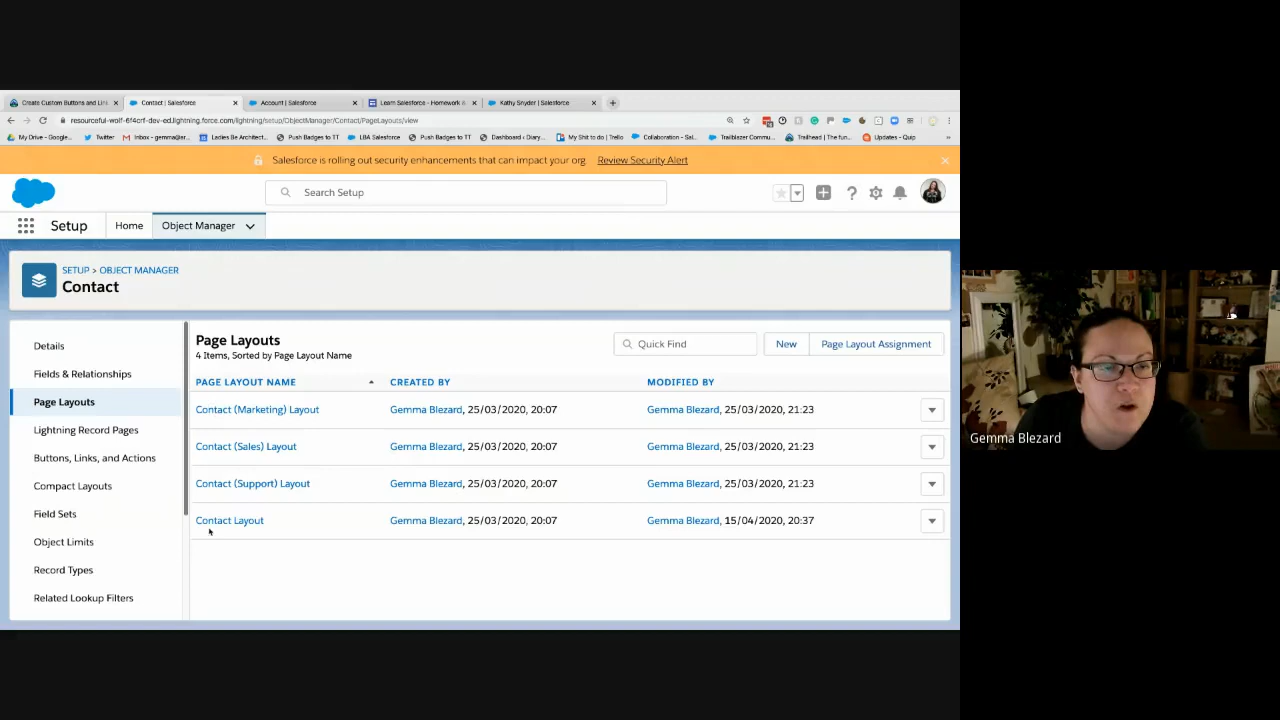 Create Custom Buttons and Link
Contact | Salesforce
Account | Salesforce
Learn Salesforce - Homework &
Kathy Snyder | Salesforce
resourceful-wolf-6f4crf-dev-ed.lightning.force.com/lightning/setup/ObjectManager/Contact/PageLayouts/view
My Drive - Google...
Twitter
Inbox - gemma@ar...
Ladies Be Architect...
Push Badges to TT
LBA Salesforce
Push Badges to TT
Dashboard / Diary...
My Shit to do | Trello
Collaboration - Sal...
Trailblazer Commu...
Trailhead | The fun...
Updates - Quip
Salesforce is rolling out security enhancements that can impact your org.
Review Security Alert
Search Setup
Setup
Home
Object Manager
SETUP > OBJECT MANAGER
Contact
Details
Fields & Relationships
Page Layouts
Lightning Record Pages
Buttons, Links, and Actions
Compact Layouts
Field Sets
Object Limits
Record Types
Related Lookup Filters
Page Layouts
4 Items, Sorted by Page Layout Name
Quick Find
New
Page Layout Assignment
PAGE LAYOUT NAME
CREATED BY
MODIFIED BY
Contact (Marketing) Layout
Gemma Blezard, 25/03/2020, 20:07
Gemma Blezard, 25/03/2020, 21:23
Contact (Sales) Layout
Gemma Blezard, 25/03/2020, 20:07
Gemma Blezard, 25/03/2020, 21:23
Contact (Support) Layout
Gemma Blezard, 25/03/2020, 20:07
Gemma Blezard, 25/03/2020, 21:23
Contact Layout
Gemma Blezard, 25/03/2020, 20:07
Gemma Blezard, 15/04/2020, 20:37
Gemma Blezard